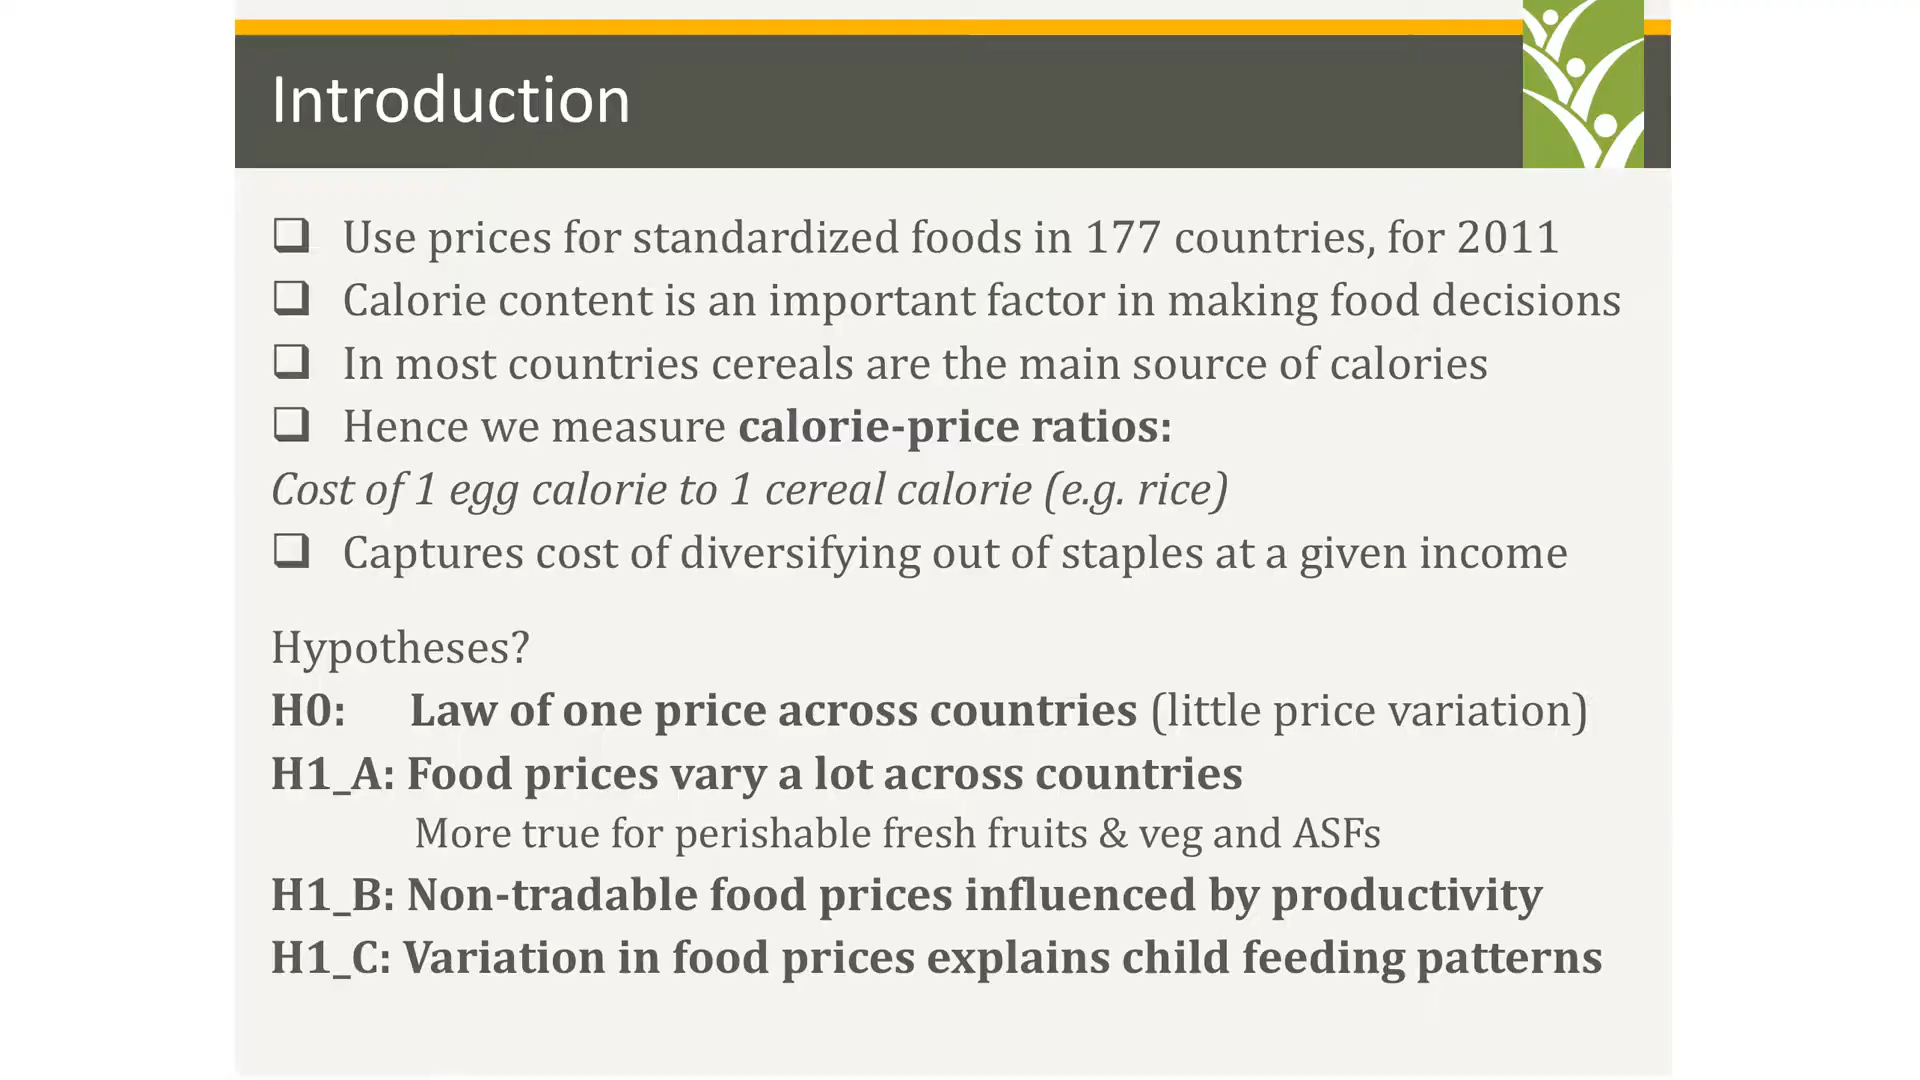 Introduction
Use prices for standardized foods in 177 countries, for 2011
Calorie content is an important factor in making food decisions
In most countries cereals are the main source of calories
Hence we measure calorie-price ratios:
Cost of 1 egg calorie to 1 cereal calorie (e.g. rice)
Captures cost of diversifying out of staples at a given income
Hypotheses?
H0: Law of one price across countries (little price variation)
H1_A: Food prices vary a lot across countries
More true for perishable fresh fruits & veg and ASFs
H1_B: Non-tradable food prices influenced by productivity
H1_C: Variation in food prices explains child feeding patterns